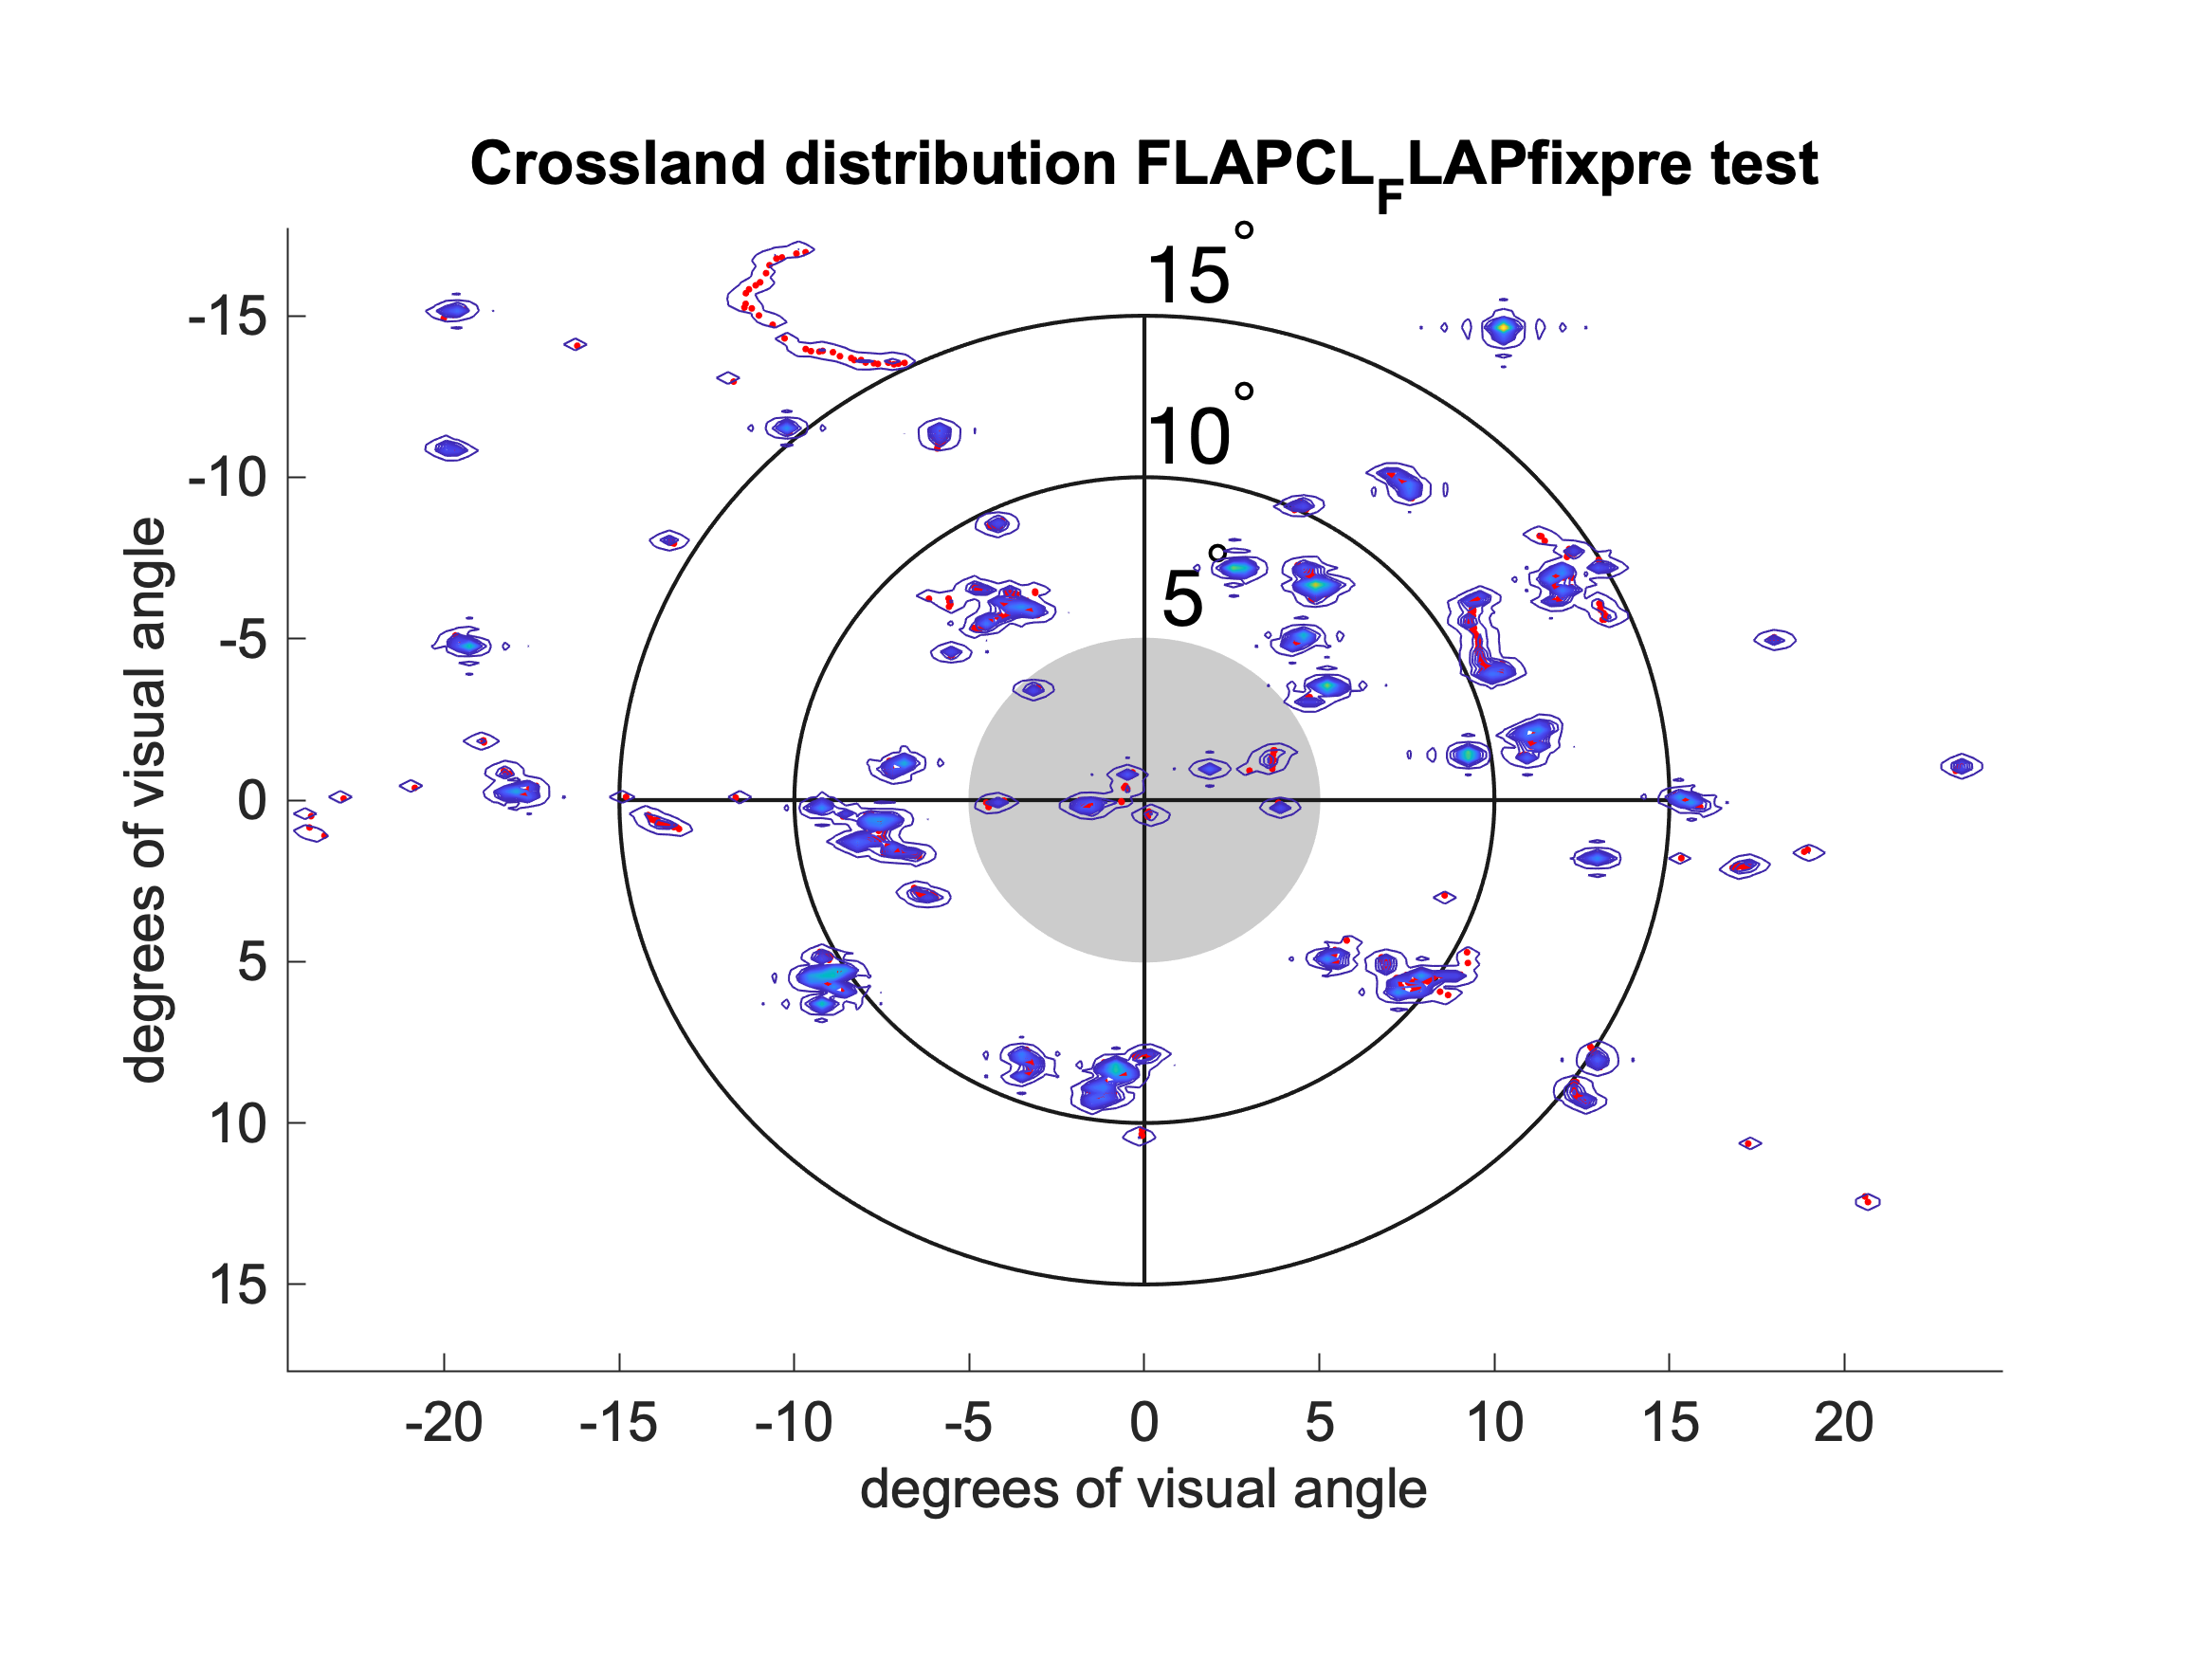 Crossland distribution FLAPCL_FLAPfixpre test
15°
10°
5°
degrees of visual angle
-15
-10
-5
0
5
10
15
-20 -15 -10 -5 0 5 10 15 20
degrees of visual angle